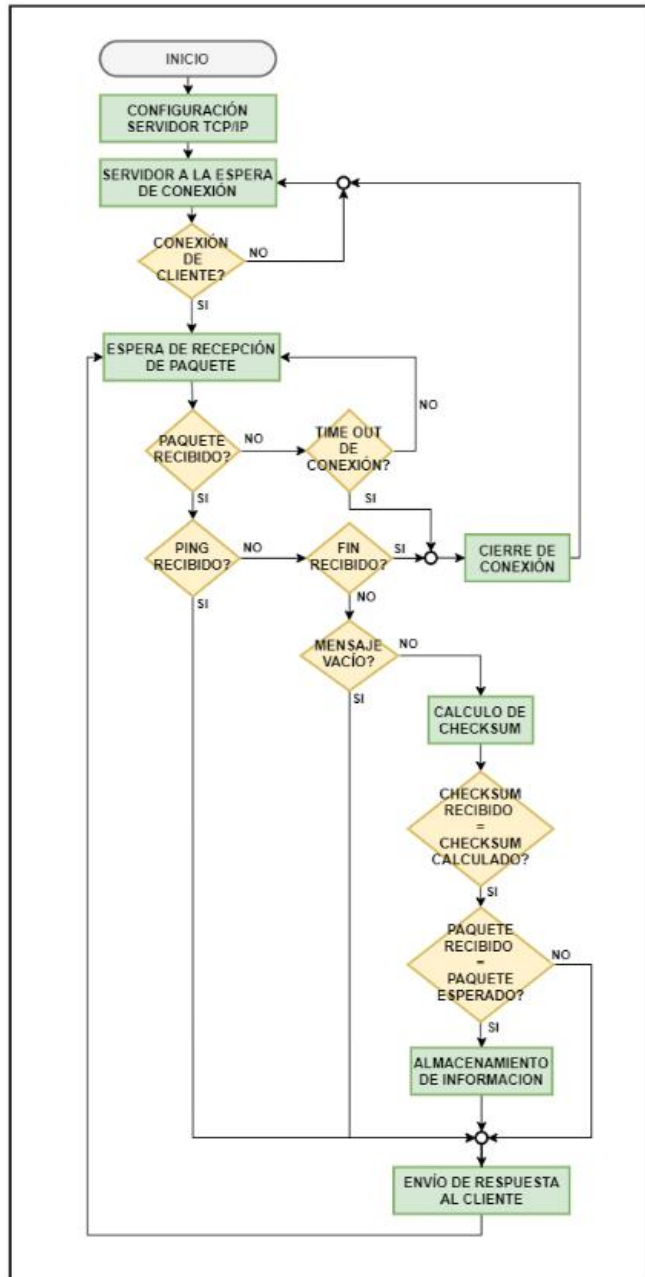 INICIO
CONFIGURACIÓN
SERVIDOR TCP/IP
SERVIDOR A LA ESPERA
DE CONEXIÓN
CONEXIÓN
DE
CLIENTE?
NO
SI
ESPERA DE RECEPCIÓN
DE PAQUETE
NO
PAQUETE
RECIBIDO?
NO
TIME OUT
DE
CONEXIÓN?
SI
SI
PING
RECIBIDO?
NO
FIN
RECIBIDO?
SI
CIERRE DE
CONEXIÓN
SI
NO
MENSAJE
VACÍO?
NO
SI
CALCULO DE
CHECKSUM
CHECKSUM
RECIBIDO
=
CHECKSUM
CALCULADO?
SI
PAQUETE
RECIBIDO
=
PAQUETE
ESPERADO?
NO
SI
ALMACENAMIENTO
DE INFORMACION
ENVÍO DE RESPUESTA
AL CLIENTE